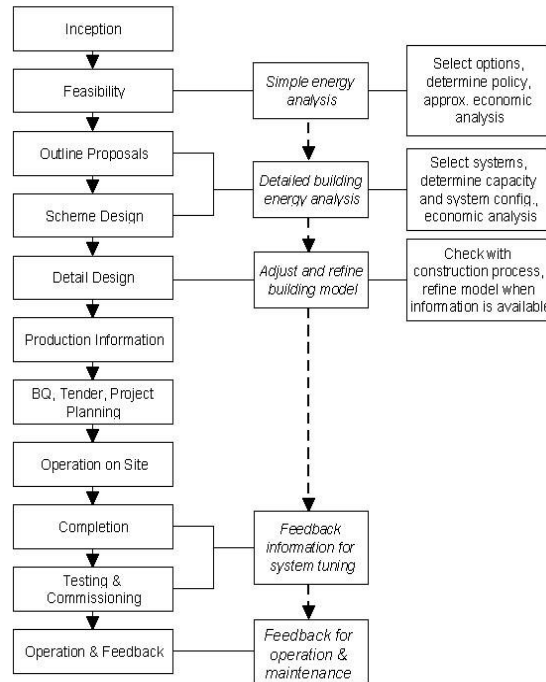 Inception
Feasibility
Outline Proposals
Scheme Design
Detail Design
Production Information
BQ, Tender, Project
Planning
Operation on Site
Completion
Testing &
Commissioning
Operation & Feedback
Simple energy
analysis
Detailed building
energy analysis
Adjust and refine
building model
Feedback
information for
system tuning
Feedback for
operation &
maintenance
Select options,
determine policy,
approx. economic
analysis
Select systems,
determine capacity
and system config.,
economic analysis
Check with
construction process,
refine model when
information is available